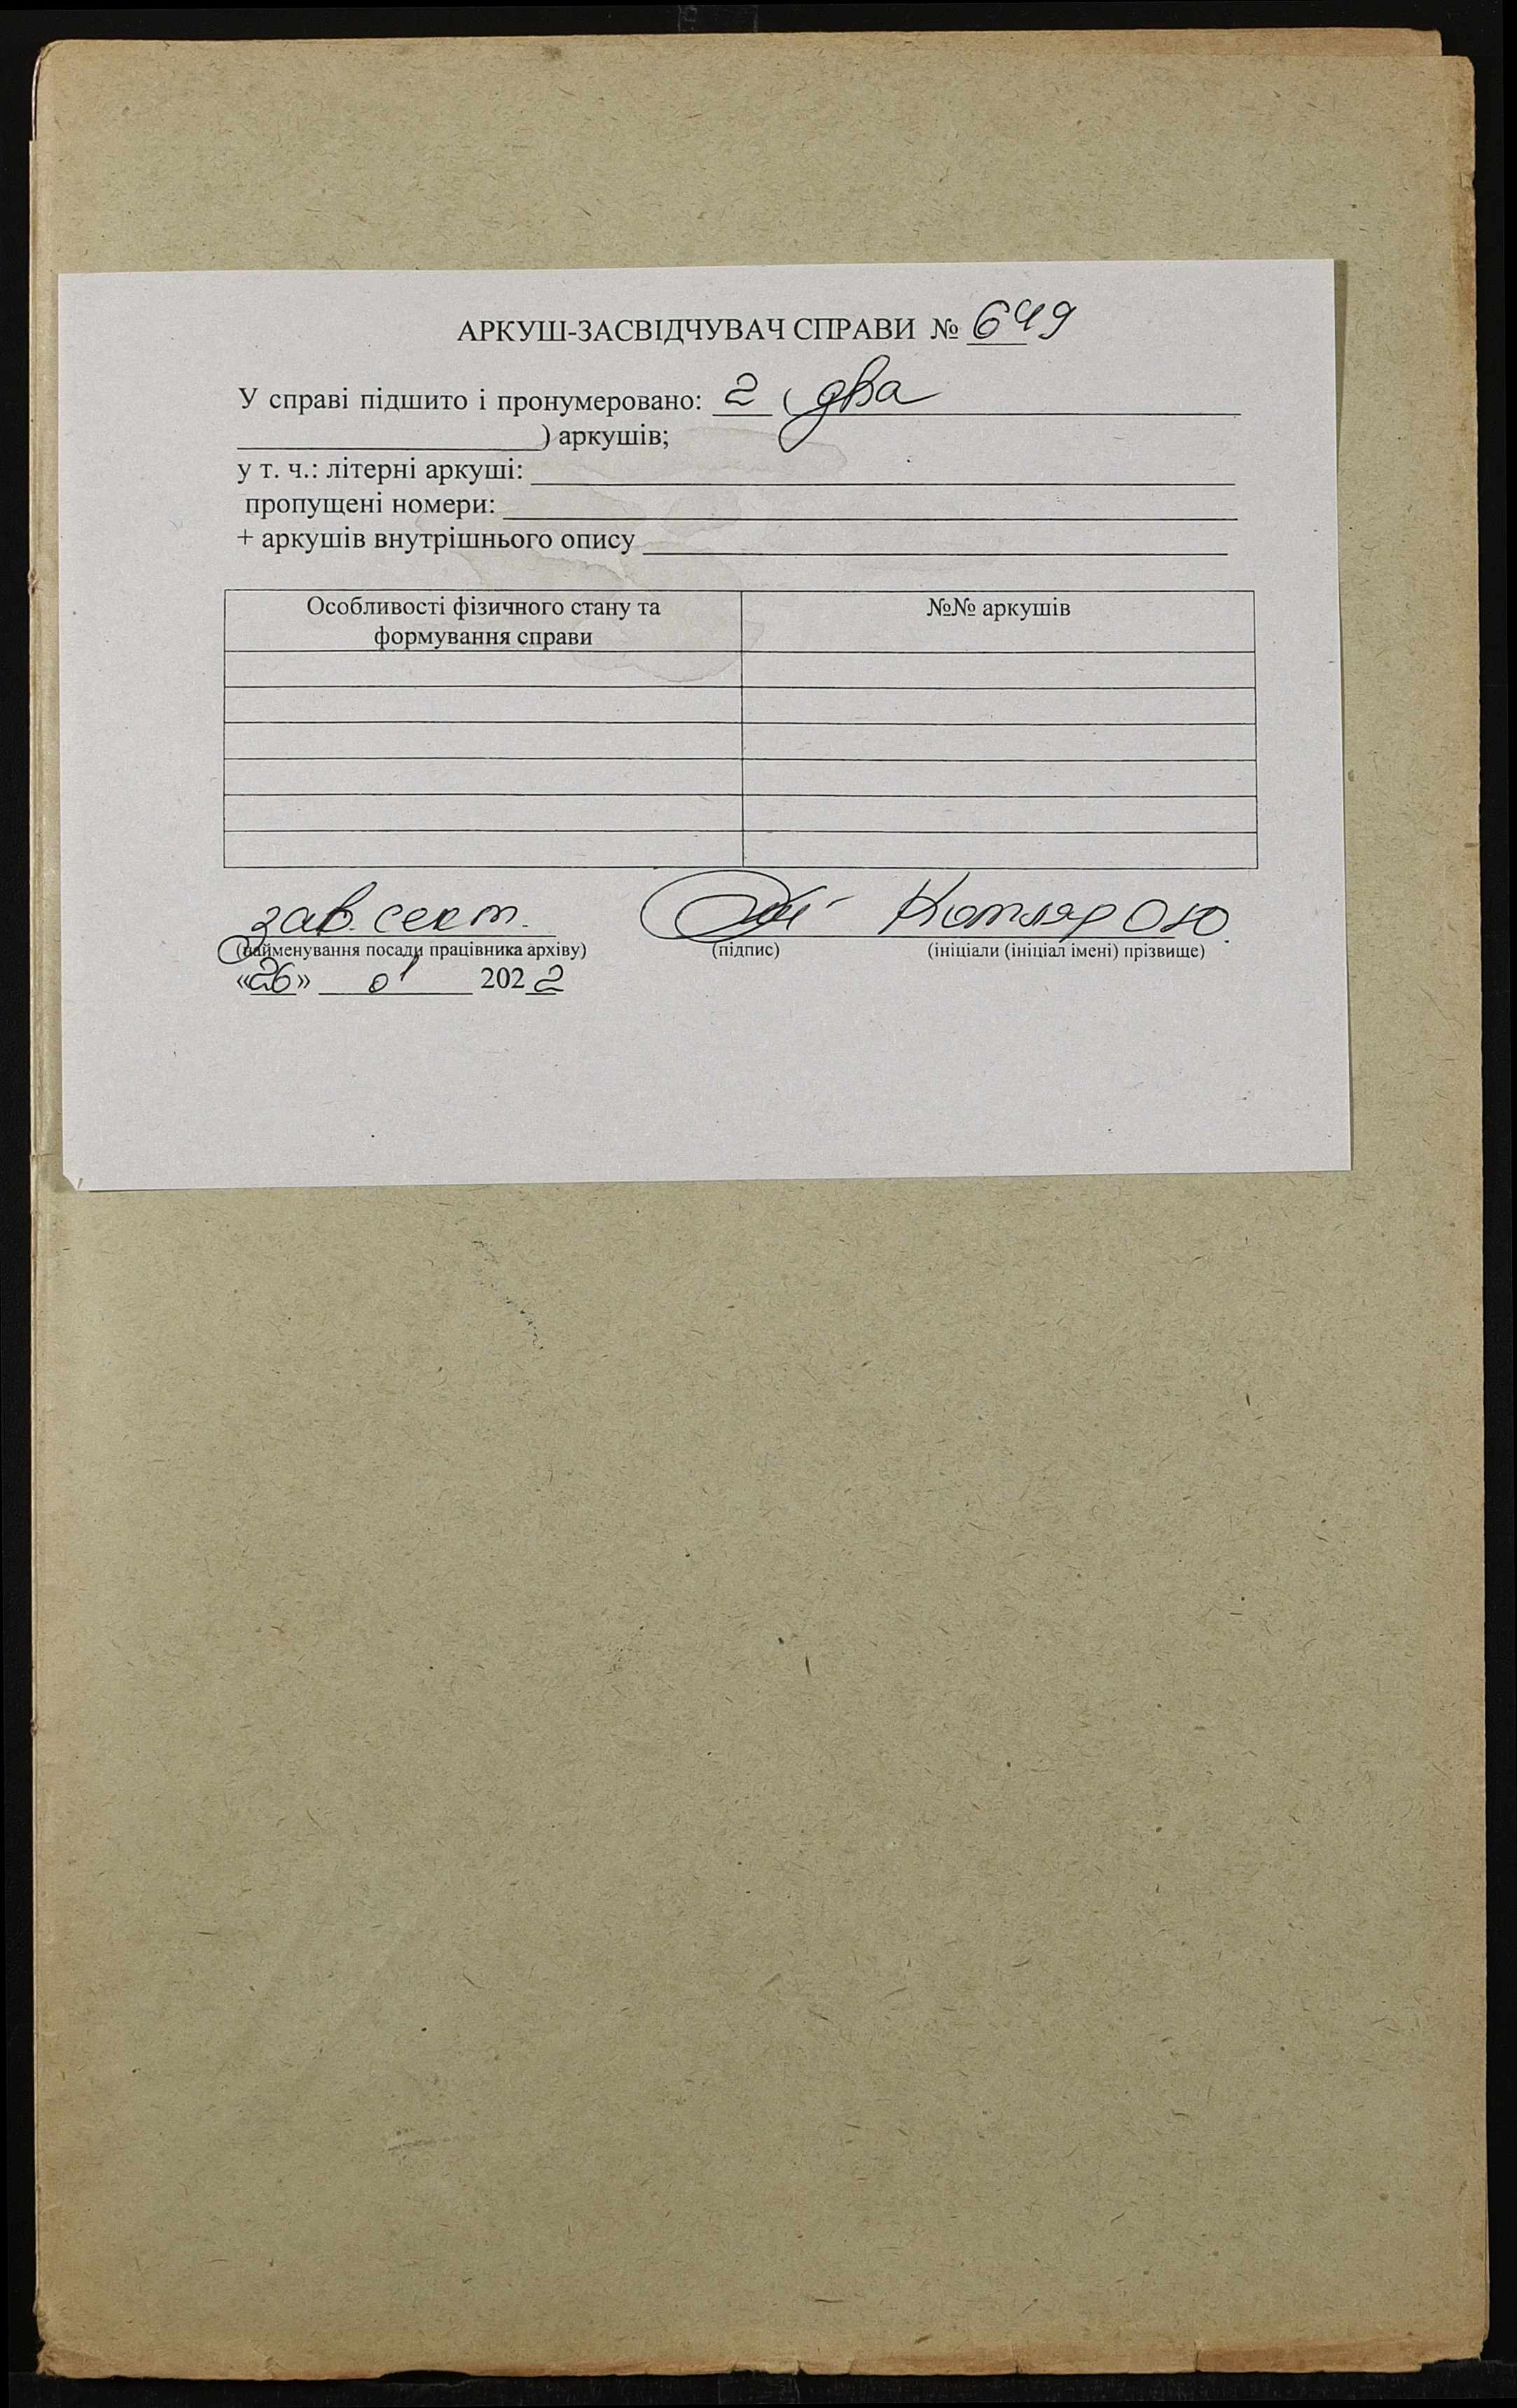 АРКУШ-ЗАСВІДЧУВАЧ СПРАВИ № 649
У справі підшито і пронумеровано: 2 ( два
) аркушів;
у т. ч.: літерні аркуші:
пропущені номери:
+ аркушів внутрішнього опису
Особливості фізичного стану та формування справи №№ аркушів
зав. сект. Котляр О Ю.
(найменування посади працівника архіву) (підпис) (ініціали (ініціал імені) прізвище)
«26» 01 2022